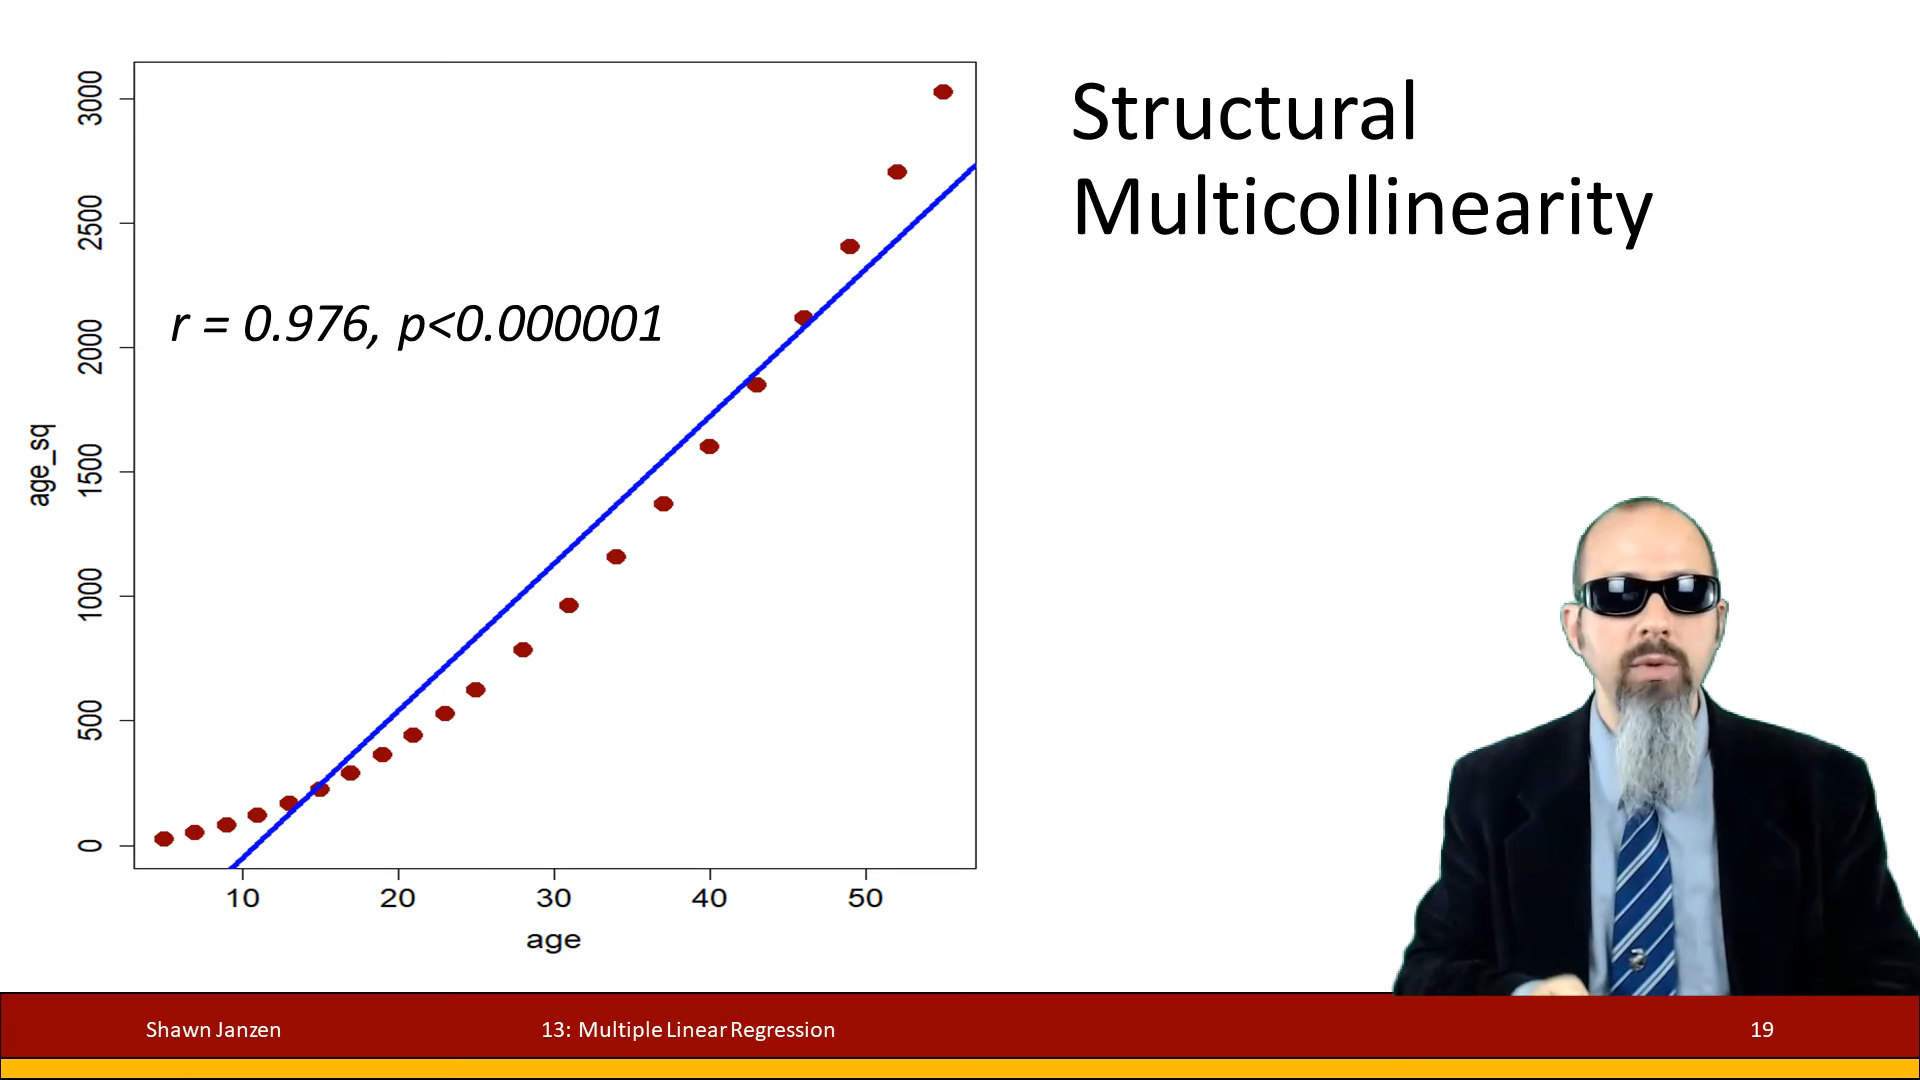 Structural
Multicollinearity
r = 0.976, p<0.000001
age_sq
3000
2500
2000
1500
1000
500
0
10 20 30 40 50
age
Shawn Janzen 13: Multiple Linear Regression 19